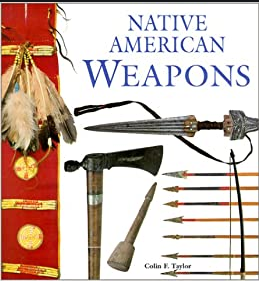 NATIVE
AMERICAN
WEAPONS
Colin F. Taylor